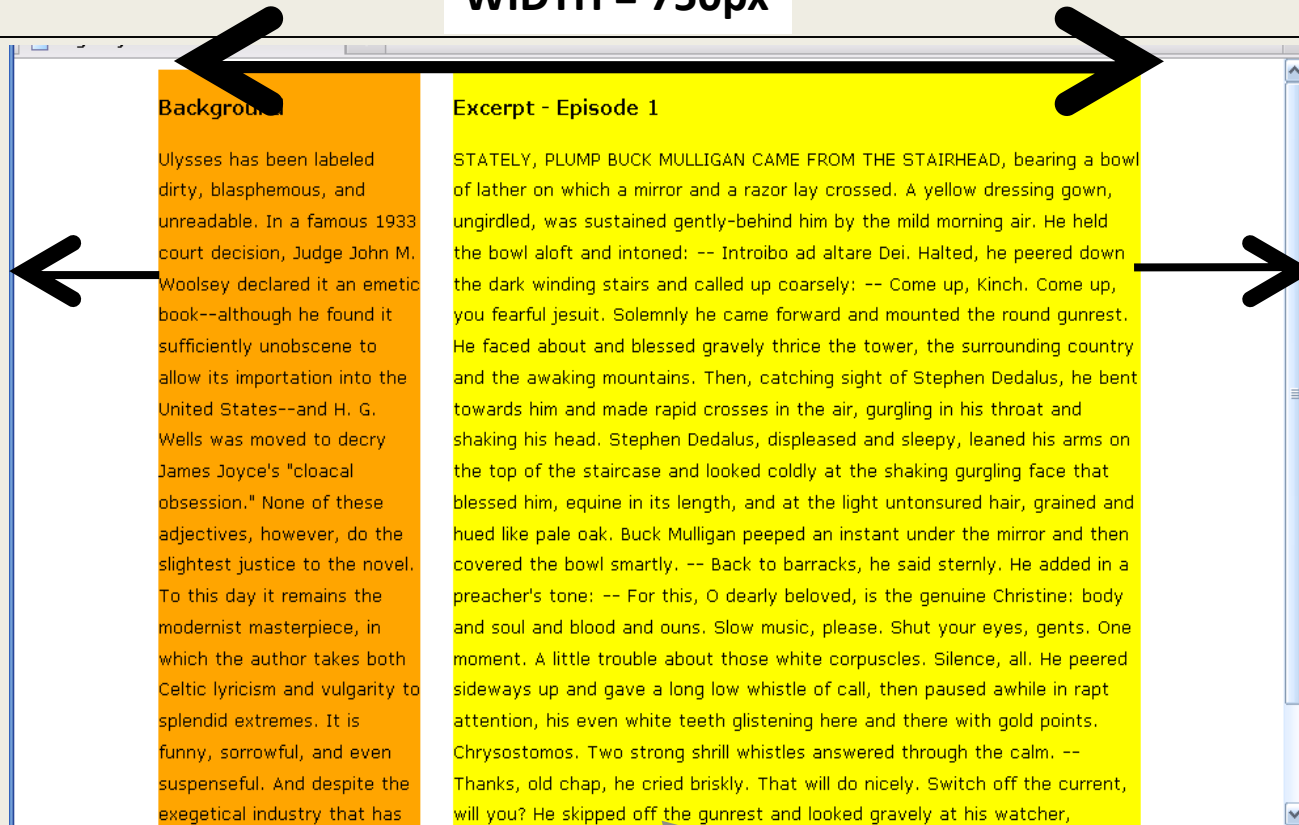 WIDTH = 750px
Background
Ulysses has been labeled
dirty, blasphemous, and
unreadable. In a famous 1933
court decision, Judge John M.
Woolsey declared it an emetic
book--although he found it
sufficiently unobscene to
allow its importation into the
United States--and H. G.
Wells was moved to decry
James Joyce's "cloacal
obsession." None of these
adjectives, however, do the
slightest justice to the novel.
To this day it remains the
modernist masterpiece, in
which the author takes both
Celtic lyricism and vulgarity to
splendid extremes. It is
funny, sorrowful, and even
suspenseful. And despite the
exegetical industry that has
Excerpt - Episode 1
STATELY, PLUMP BUCK MULLIGAN CAME FROM THE STAIRHEAD, bearing a bowl
of lather on which a mirror and a razor lay crossed. A yellow dressing gown,
ungirdled, was sustained gently-behind him by the mild morning air. He held
the bowl aloft and intoned: -- Introibo ad altare Dei. Halted, he peered down
the dark winding stairs and called up coarsely: -- Come up, Kinch. Come up,
you fearful jesuit. Solemnly he came forward and mounted the round gunrest.
He faced about and blessed gravely thrice the tower, the surrounding country
and the awaking mountains. Then, catching sight of Stephen Dedalus, he bent
towards him and made rapid crosses in the air, gurgling in his throat and
shaking his head. Stephen Dedalus, displeased and sleepy, leaned his arms on
the top of the staircase and looked coldly at the shaking gurgling face that
blessed him, equine in its length, and at the light untonsured hair, grained and
hued like pale oak. Buck Mulligan peeped an instant under the mirror and then
covered the bowl smartly. -- Back to barracks, he said sternly. He added in a
preacher's tone: -- For this, O dearly beloved, is the genuine Christine: body
and soul and blood and ouns. Slow music, please. Shut your eyes, gents. One
moment. A little trouble about those white corpuscles. Silence, all. He peered
sideways up and gave a long low whistle of call, then paused awhile in rapt
attention, his even white teeth glistening here and there with gold points.
Chrysostomos. Two strong shrill whistles answered through the calm. --
Thanks, old chap, he cried briskly. That will do nicely. Switch off the current,
will you? He skipped off the gunrest and looked gravely at his watcher,